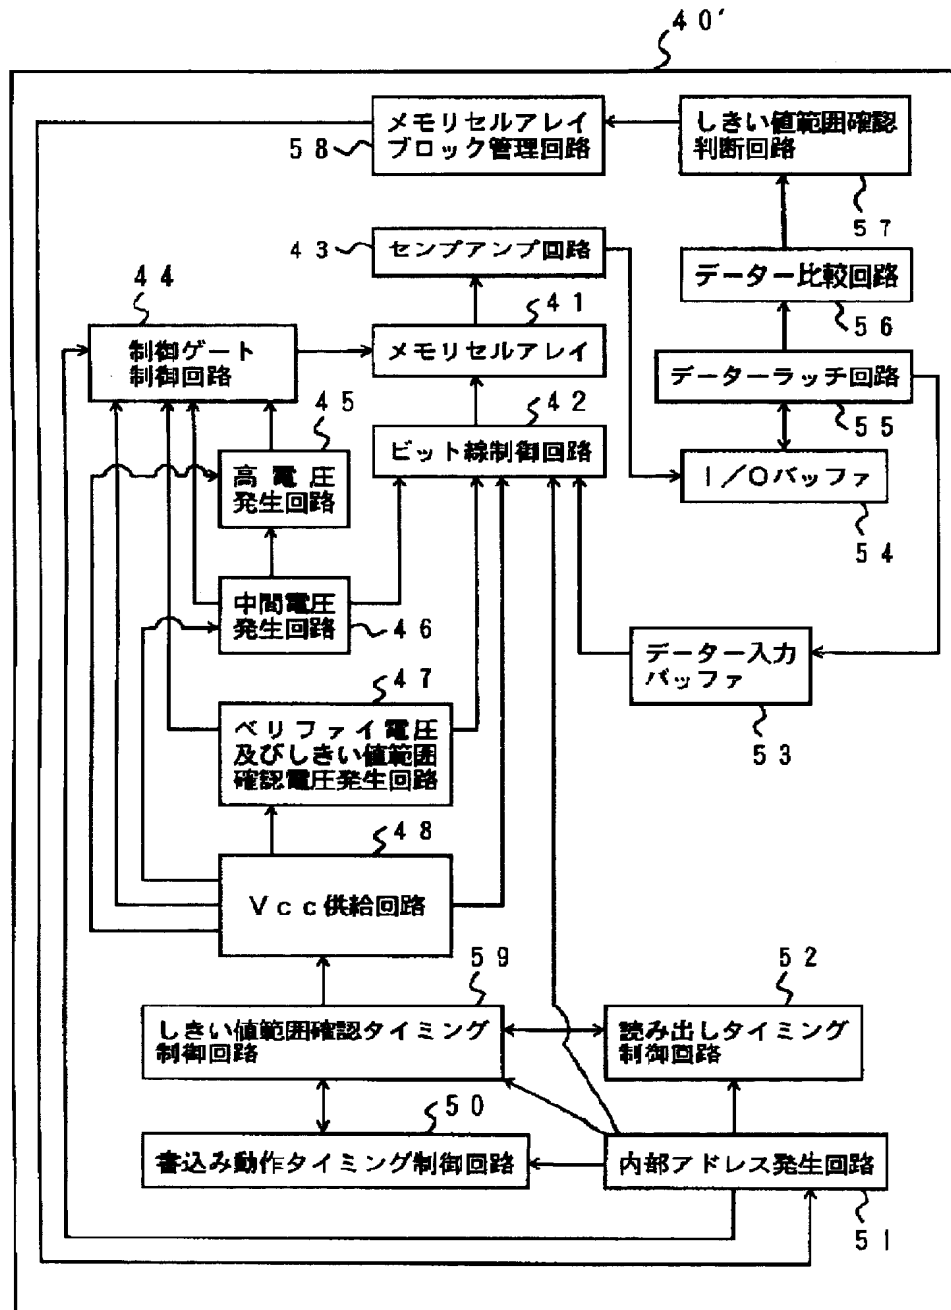 ４０’
メモリセルアレイ
ブロック管理回路
５８
しきい値範囲確認
判断回路
５７
４３
センプアンプ回路
データー比較回路
５６
４４
４１
制御ゲート
制御回路
メモリセルアレイ
データーラッチ回路
５５
４５
４２
高電圧
発生回路
ビット線制御回路
Ｉ／Ｏバッファ
５４
中間電圧
発生回路
４６
データー入力
バッファ
５３
４７
ベリファイ電圧
及びしきい値範囲
確認電圧発生回路
４８
Ｖｃｃ供給回路
５９
５２
しきい値範囲確認タイミング
制御回路
読み出しタイミング
制御回路
５０
書込み動作タイミング制御回路
内部アドレス発生回路
５１